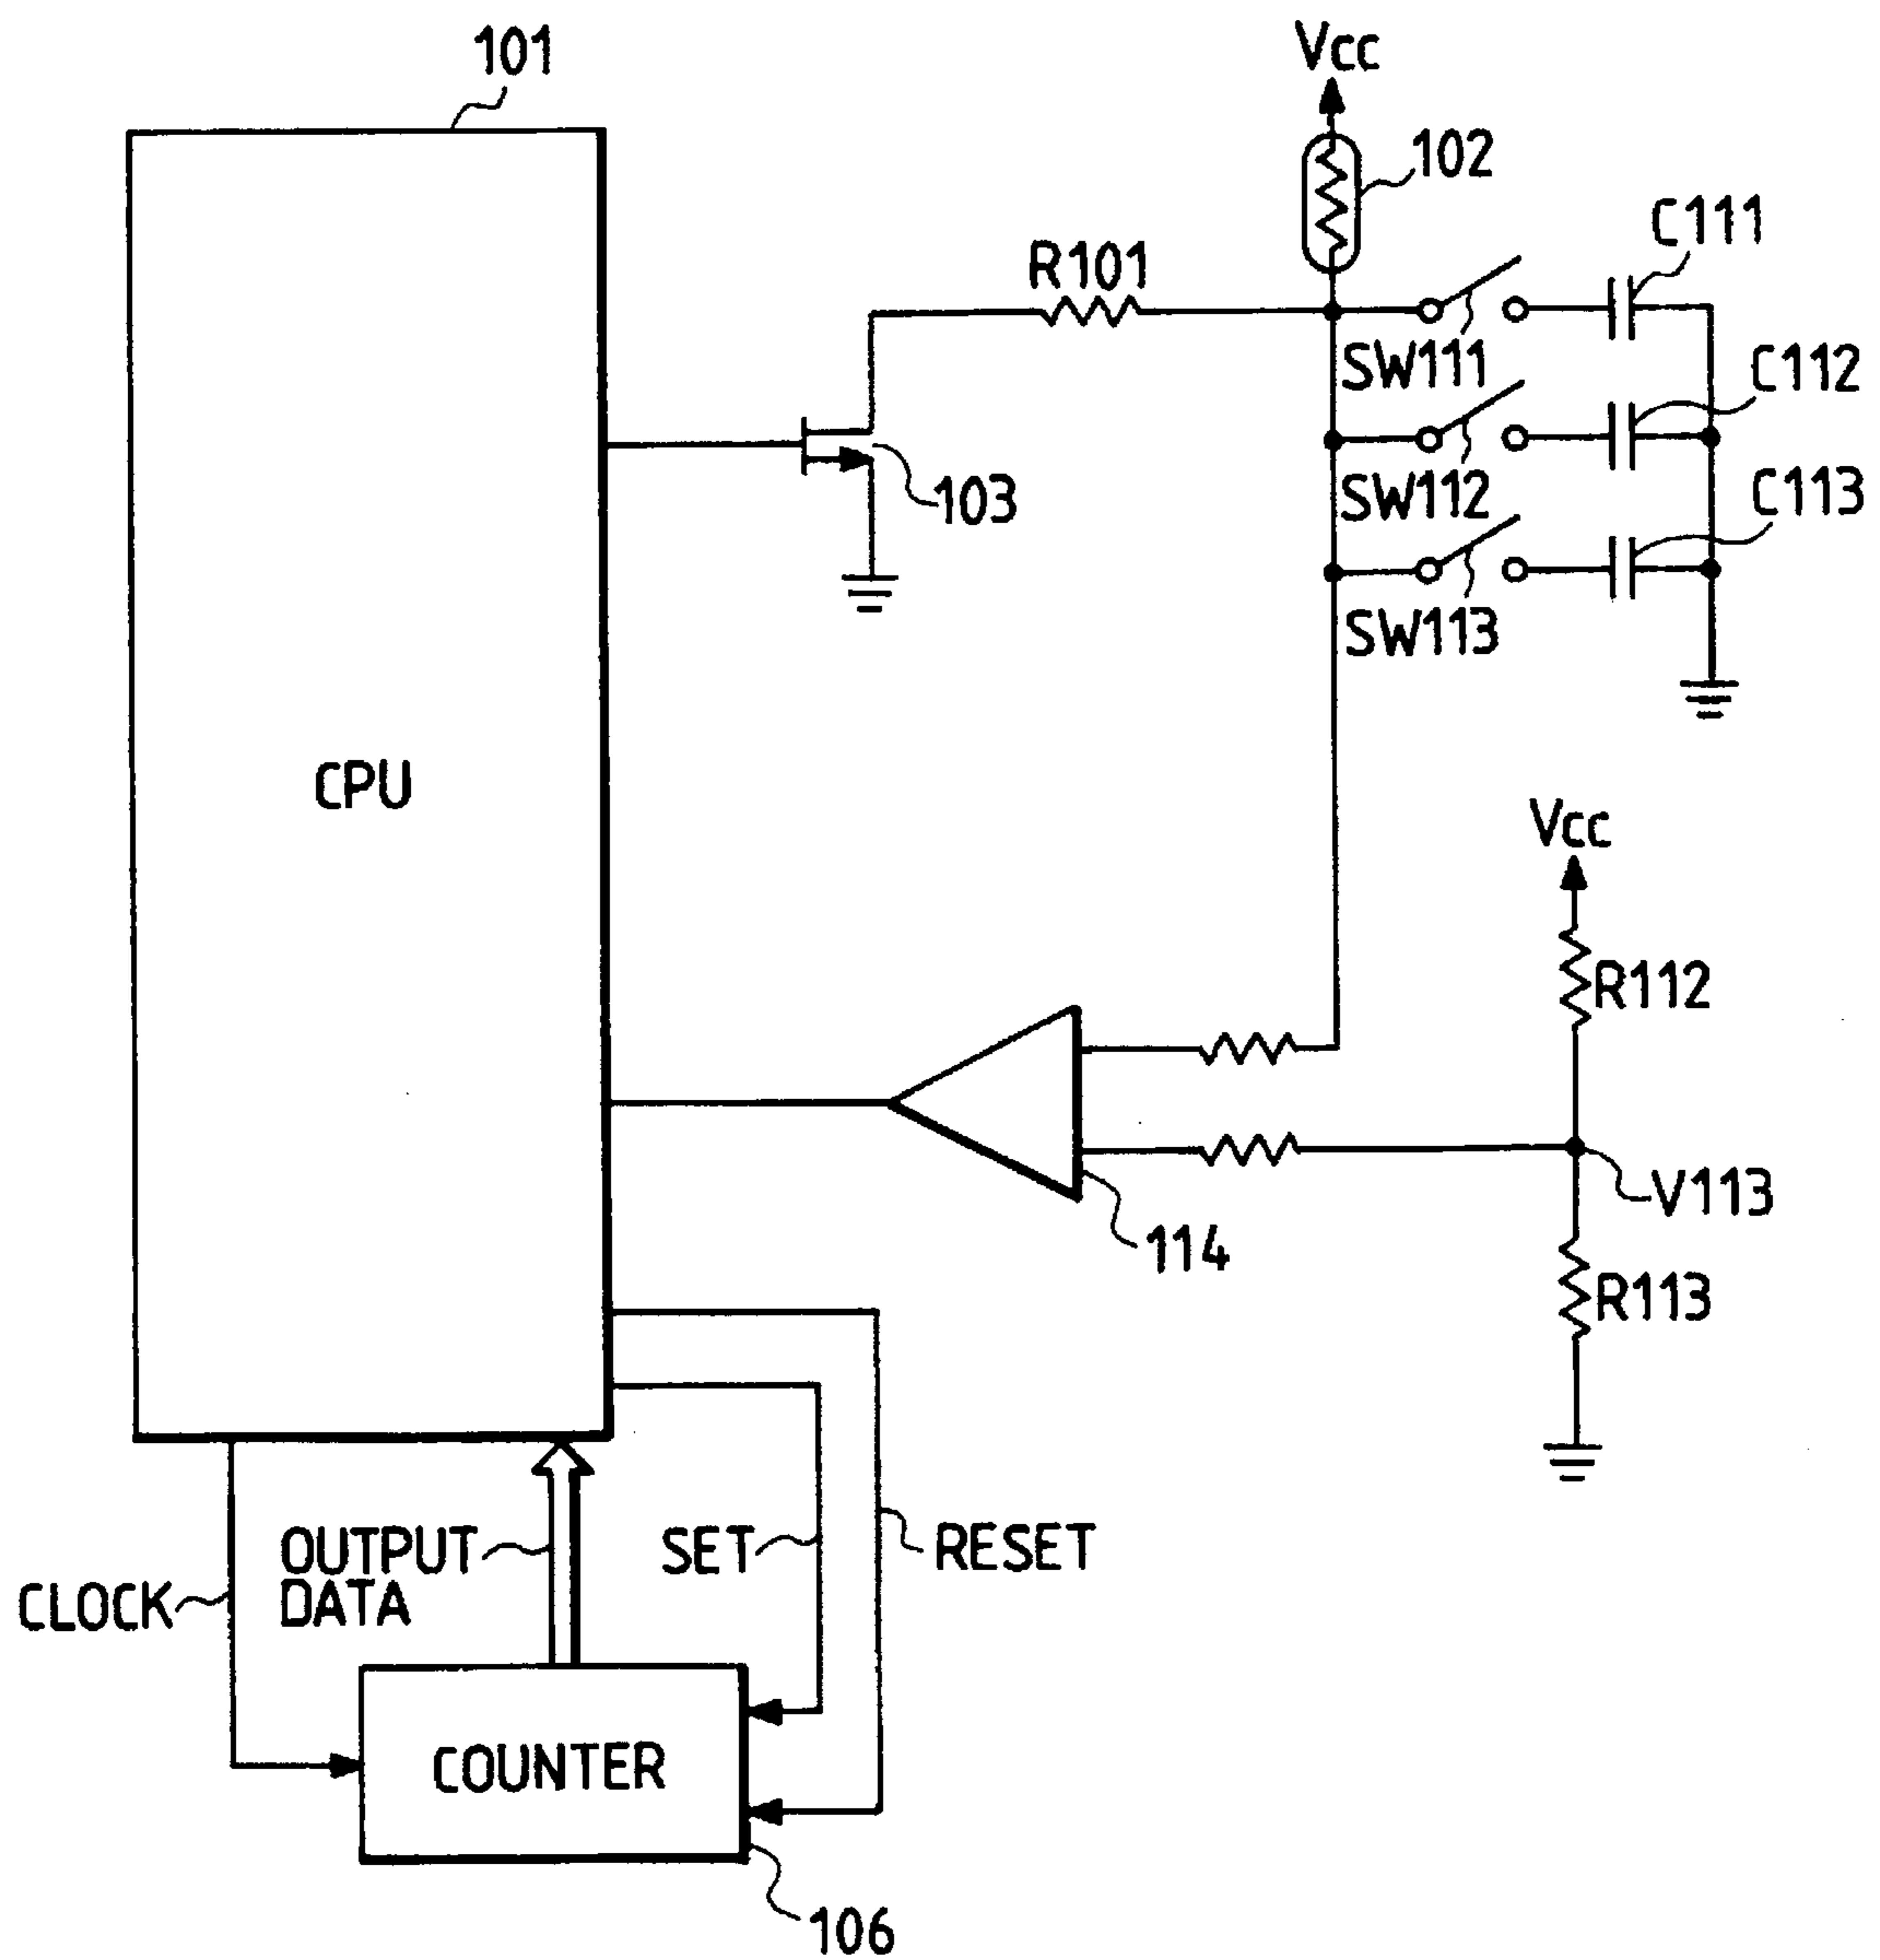 101
Vcc
102
C111
R101
SW111
C112
103
SW112
C113
SW113
CPU
Vcc
R112
V113
114
R113
OUTPUT
DATA
SET
RESET
CLOCK
COUNTER
106